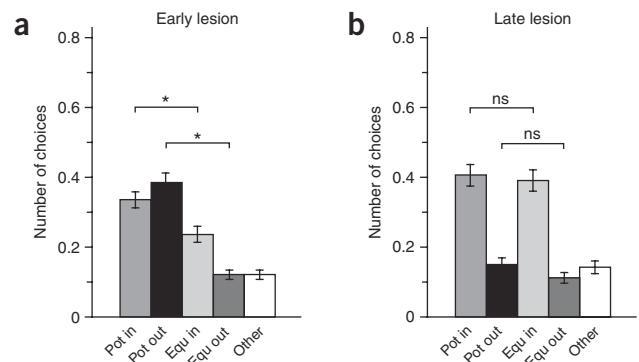 a
Early lesion
Number of choices
0.8
0.6
0.4
0.2
0
*
*
Pot in
Pot out
Equ in
Equ out
Other
b
Late lesion
Number of choices
0.8
0.6
0.4
0.2
0
ns
ns
Pot in
Pot out
Equ in
Equ out
Other